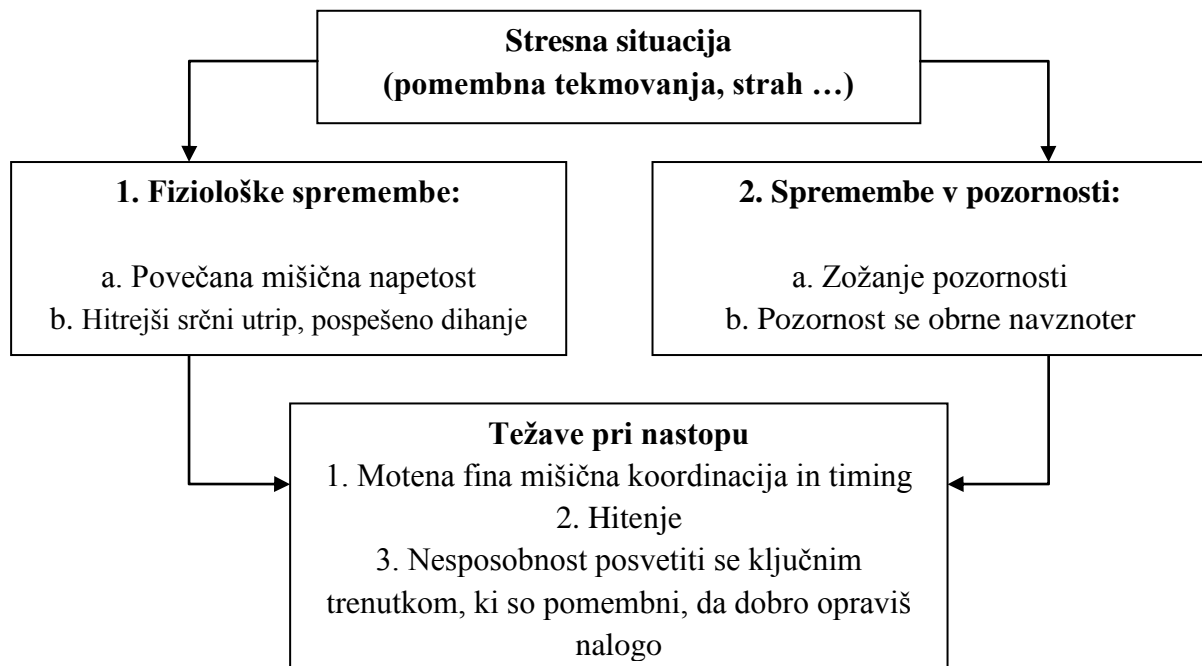 Stresna situacija
(pomembna tekmovanja, strah …)
1. Fiziološke spremembe:
a. Povečana mišična napetost
b. Hitrejši srčni utrip, pospešeno dihanje
2. Spremembe v pozornosti:
a. Zožanje pozornosti
b. Pozornost se obrne navznoter
Težave pri nastopu
1. Motena fina mišična koordinacija in timing
2. Hitenje
3. Nesposobnost posvetiti se ključnim
trenutkom, ki so pomembni, da dobro opraviš
nalogo